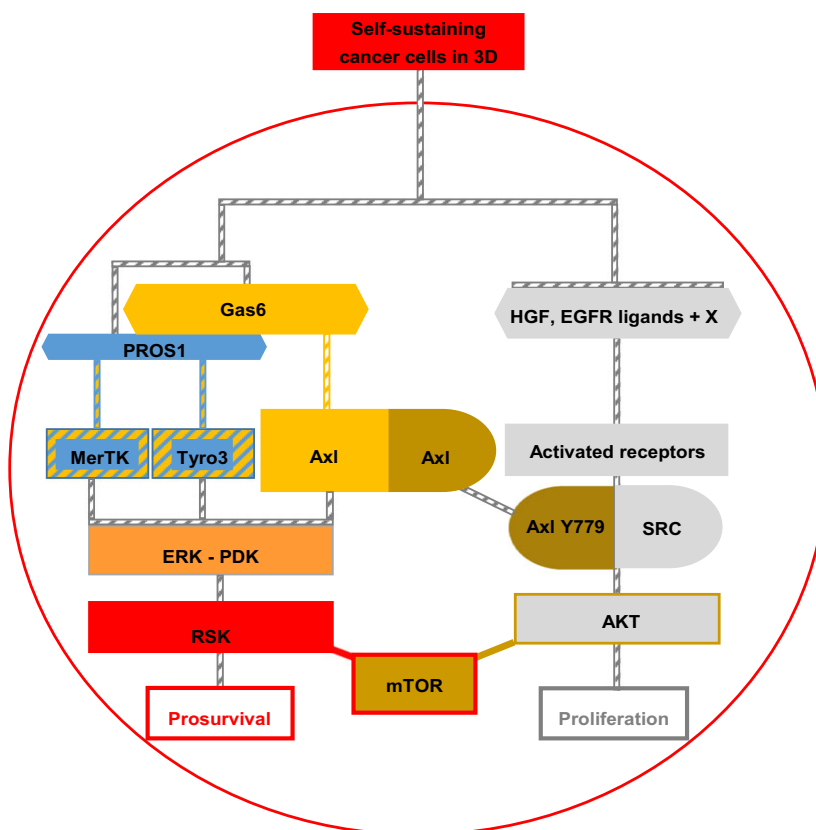 Self-sustaining
cancer cells in 3D
Gas6
HGF, EGFR ligands + X
PROS1
MerTK
Tyro3
Axl
Axl
Activated receptors
Axl Y779
SRC
ERK - PDK
RSK
AKT
mTOR
Prosurvival
Proliferation